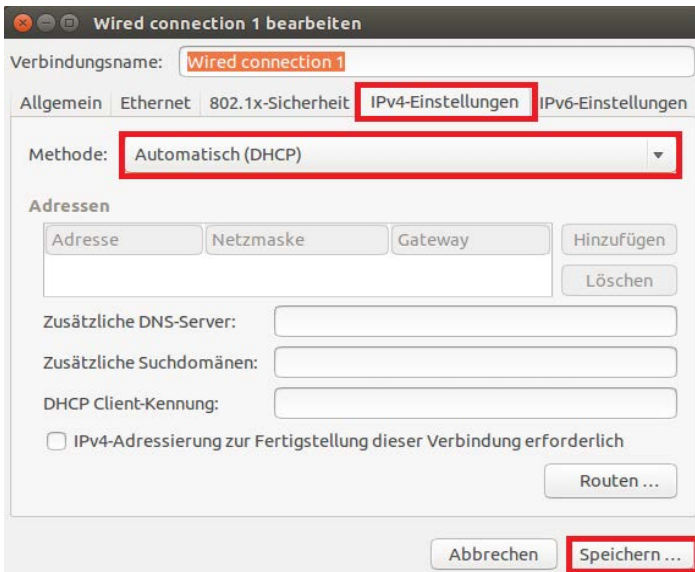 Wired connection 1 bearbeiten
Verbindungsname: Wired connection 1
Allgemein Ethernet 802.1x-Sicherheit IPv4-Einstellungen IPv6-Einstellungen
Methode: Automatisch (DHCP)
Adressen
Adresse Netzmaske Gateway Hinzufügen
Löschen
Zusätzliche DNS-Server:
Zusätzliche Suchdomänen:
DHCP Client-Kennung:
IPv4-Adressierung zur Fertigstellung dieser Verbindung erforderlich
Routen ...
Abbrechen Speichern ...